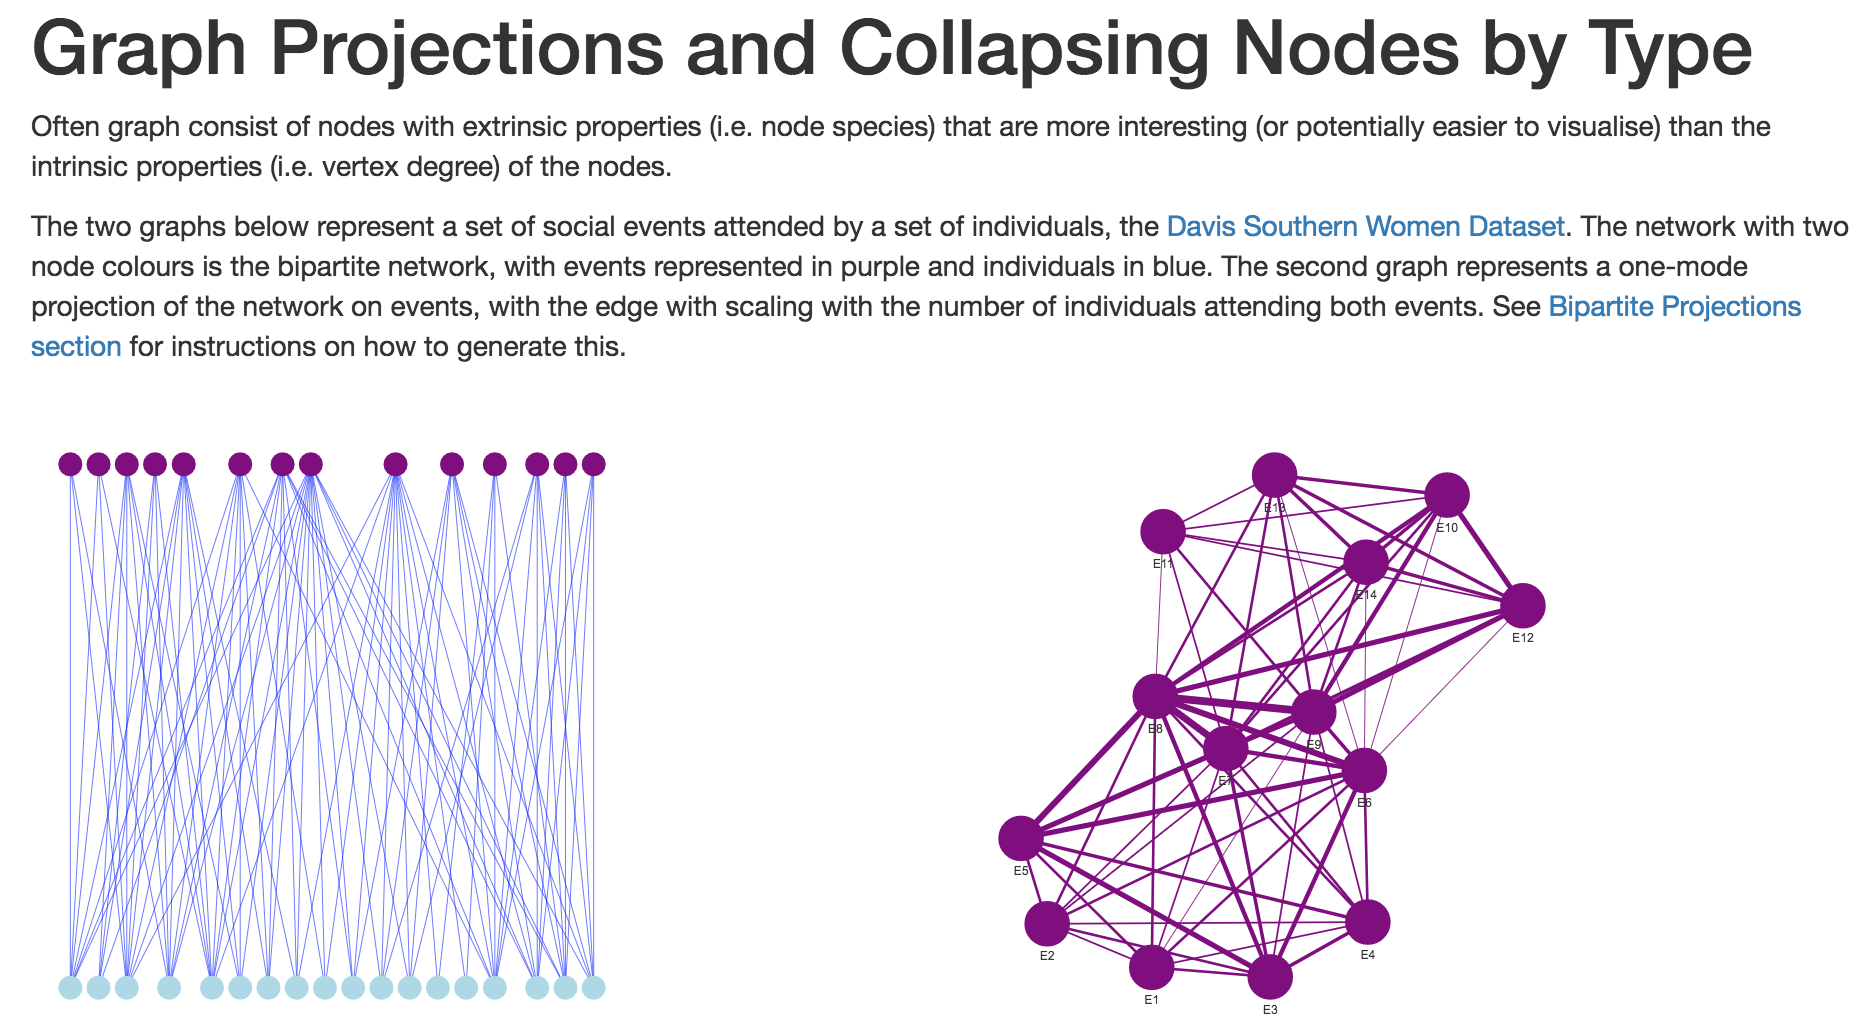 Graph Projections and Collapsing Nodes by Type
Often graph consist of nodes with extrinsic properties (i.e. node species) that are more interesting (or potentially easier to visualise) than the
intrinsic properties (i.e. vertex degree) of the nodes.
The two graphs below represent a set of social events attended by a set of individuals, the Davis Southern Women Dataset. The network with two
node colours is the bipartite network, with events represented in purple and individuals in blue. The second graph represents a one-mode
projection of the network on events, with the edge with scaling with the number of individuals attending both events. See Bipartite Projections
section for instructions on how to generate this.
E13
E10
E11
E14
E12
E8
E9
E7
E6
E5
E2
E4
E1
E3